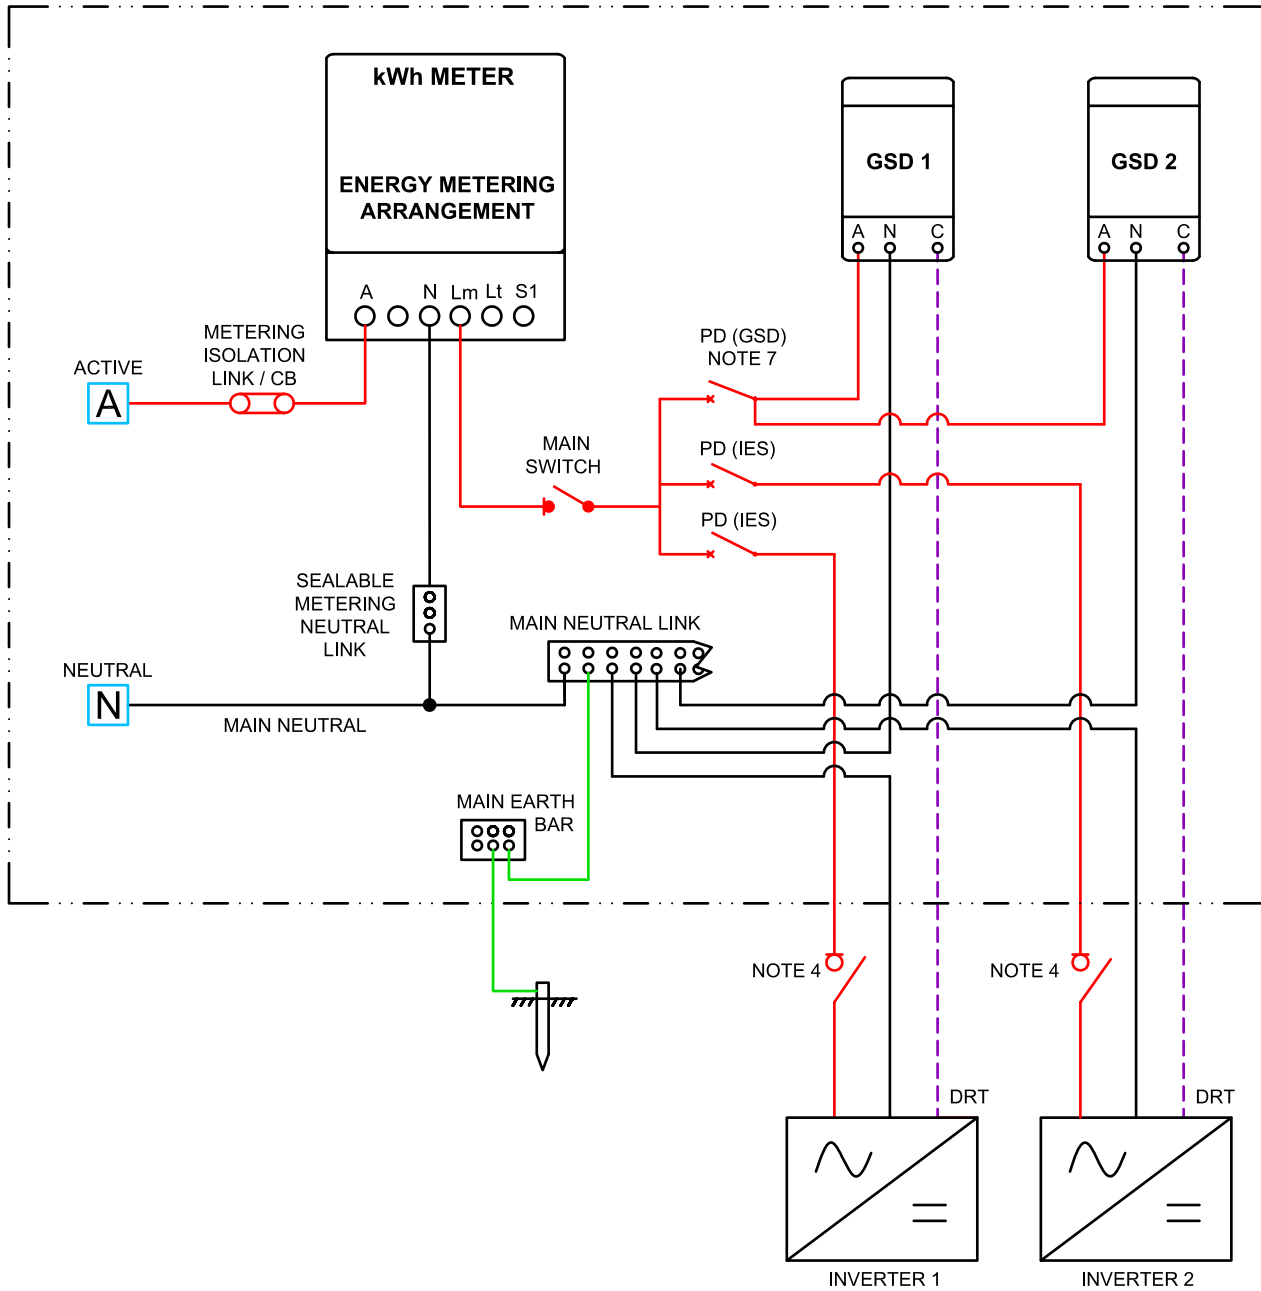 kWh METER
ENERGY METERING
ARRANGEMENT
A
N
Lm
Lt
S1
GSD 1
A
N
C
GSD 2
A
N
C
METERING
ISOLATION
LINK / CB
ACTIVE
A
PD (GSD)
NOTE 7
MAIN
SWITCH
PD (IES)
PD (IES)
SEALABLE
METERING
NEUTRAL
LINK
MAIN NEUTRAL LINK
NEUTRAL
N
MAIN NEUTRAL
MAIN EARTH
BAR
NOTE 4
NOTE 4
DRT
DRT
INVERTER 1
INVERTER 2